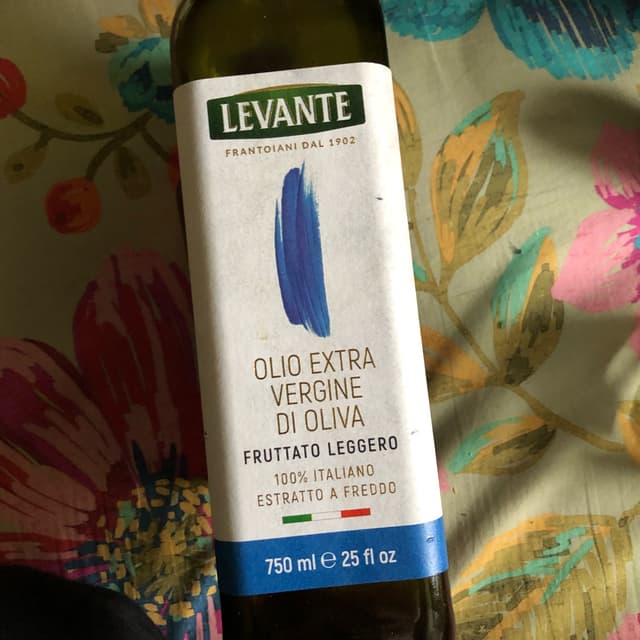 LEVANTE
FRANTOIANI DAL 1902
OLIO EXTRA
VERGINE
DI OLIVA
FRUTTATO LEGGERO
100% ITALIANO
ESTRATTO A FREDDO
750 ml ℮ 25 fl oz